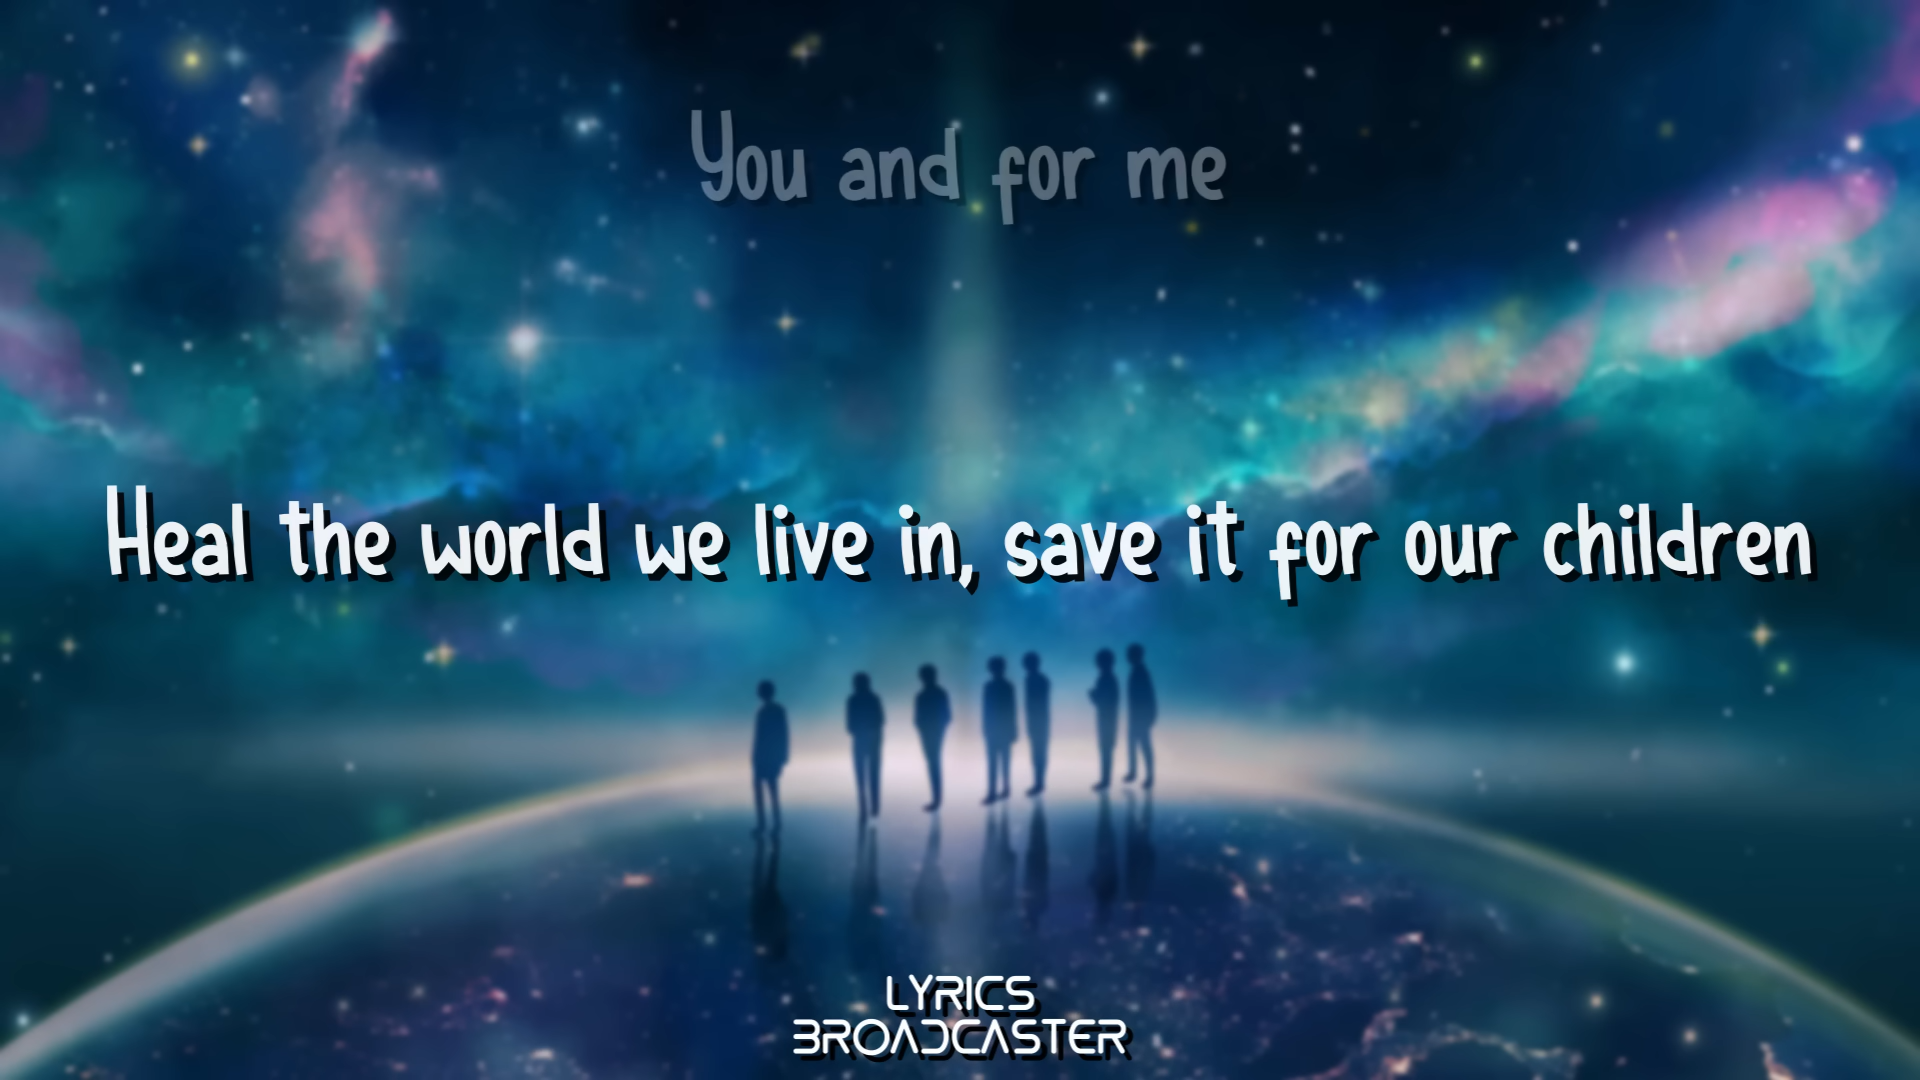 You and for me
Heal the world we live in, save it for our children
LYRICS
BROADCASTER